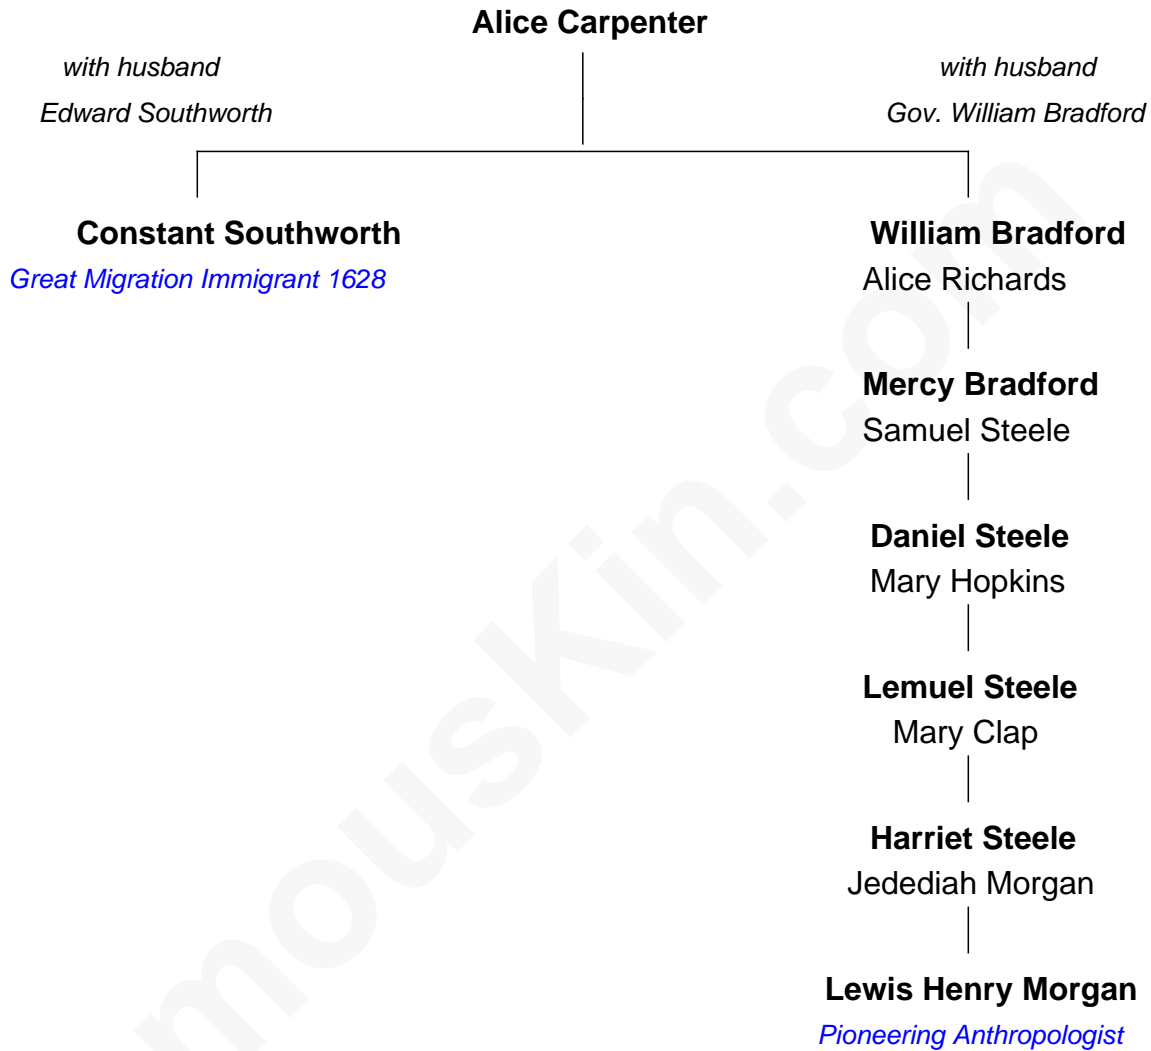 Alice Carpenter
with husband
Edward Southworth
with husband
Gov. William Bradford
Constant Southworth
Great Migration Immigrant 1628
William Bradford
Alice Richards
Mercy Bradford
Samuel Steele
Daniel Steele
Mary Hopkins
Lemuel Steele
Mary Clap
Harriet Steele
Jedediah Morgan
Lewis Henry Morgan
Pioneering Anthropologist
mousKin.com